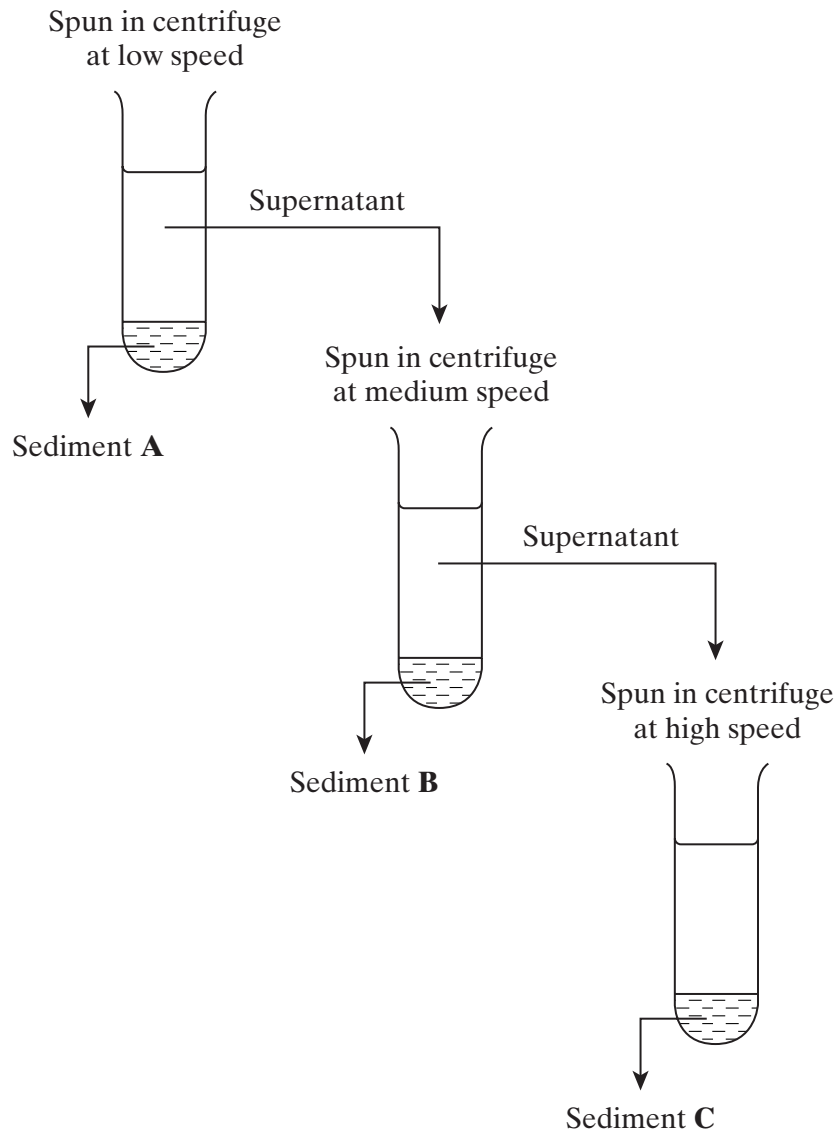 Spun in centrifuge
at low speed
Supernatant
Sediment A
Spun in centrifuge
at medium speed
Supernatant
Sediment B
Spun in centrifuge
at high speed
Sediment C